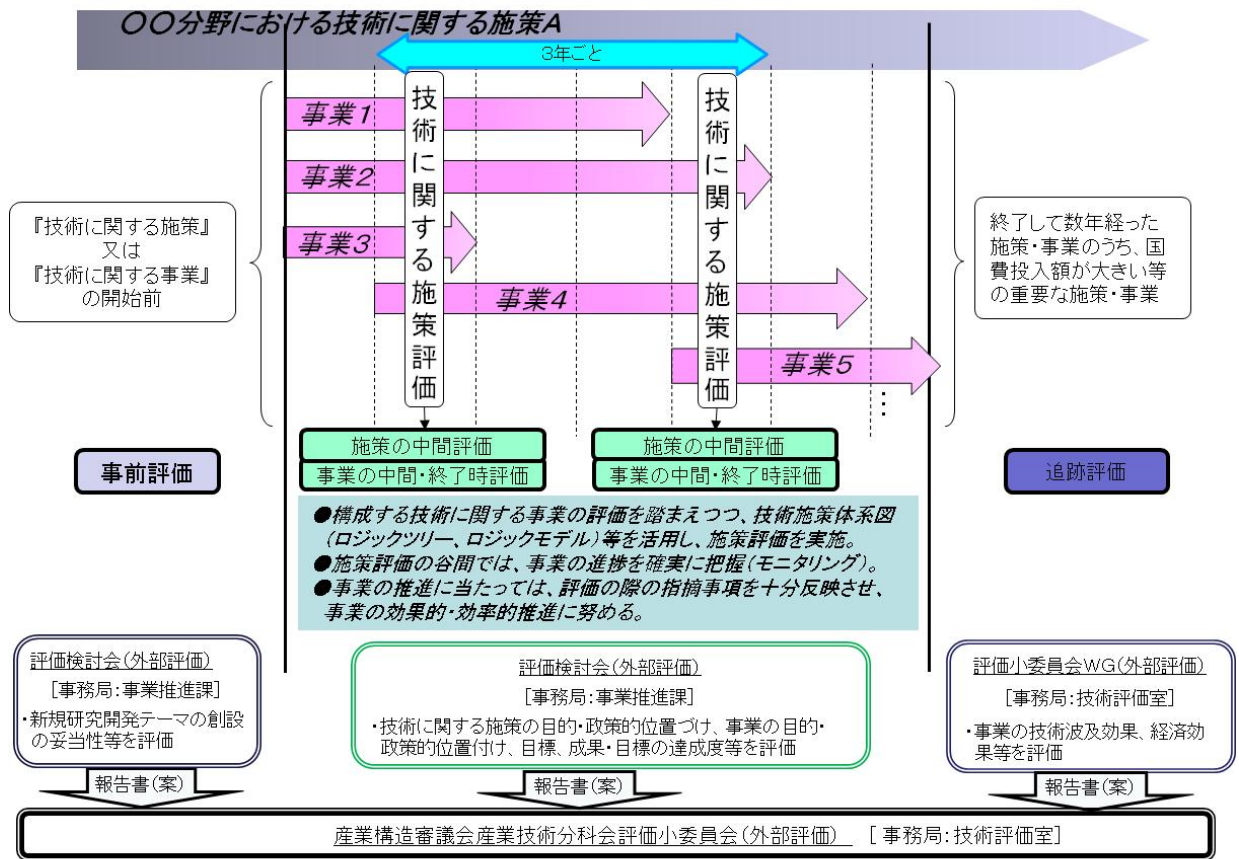 〇〇分野における技術に関する施策A
3年ごと
技術に関する施策評価
技術に関する施策評価
事業1
事業2
事業3
事業4
事業5
⋮
『技術に関する施策』
又は
『技術に関する事業』
の開始前
終了して数年経った
施策・事業のうち、国
費投入額が大きい等
の重要な施策・事業
事前評価
施策の中間評価
事業の中間・終了時評価
施策の中間評価
事業の中間・終了時評価
追跡評価
●構成する技術に関する事業の評価を踏まえつつ、技術施策体系図
(ロジックツリー、ロジックモデル)等を活用し、施策評価を実施。
●施策評価の谷間では、事業の進捗を確実に把握(モニタリング)。
●事業の推進に当たっては、評価の際の指摘事項を十分反映させ、
事業の効果的・効率的推進に努める。
評価検討会(外部評価)
[事務局:事業推進課]
・新規研究開発テーマの創設
の妥当性等を評価
評価検討会(外部評価)
[事務局:事業推進課]
・技術に関する施策の目的・政策的位置づけ、事業の目的・
政策的位置付け、目標、成果・目標の達成度等を評価
評価小委員会WG(外部評価)
[事務局:技術評価室]
・事業の技術波及効果、経済効
果等を評価
報告書(案)
報告書(案)
報告書(案)
産業構造審議会産業技術分科会評価小委員会(外部評価) [事務局:技術評価室]